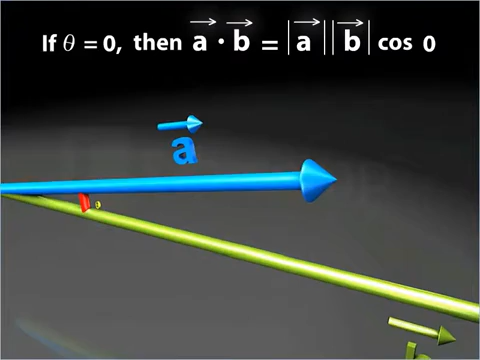 If θ = 0, then a⃗ · b⃗ = |a⃗||b⃗| cos 0
a⃗